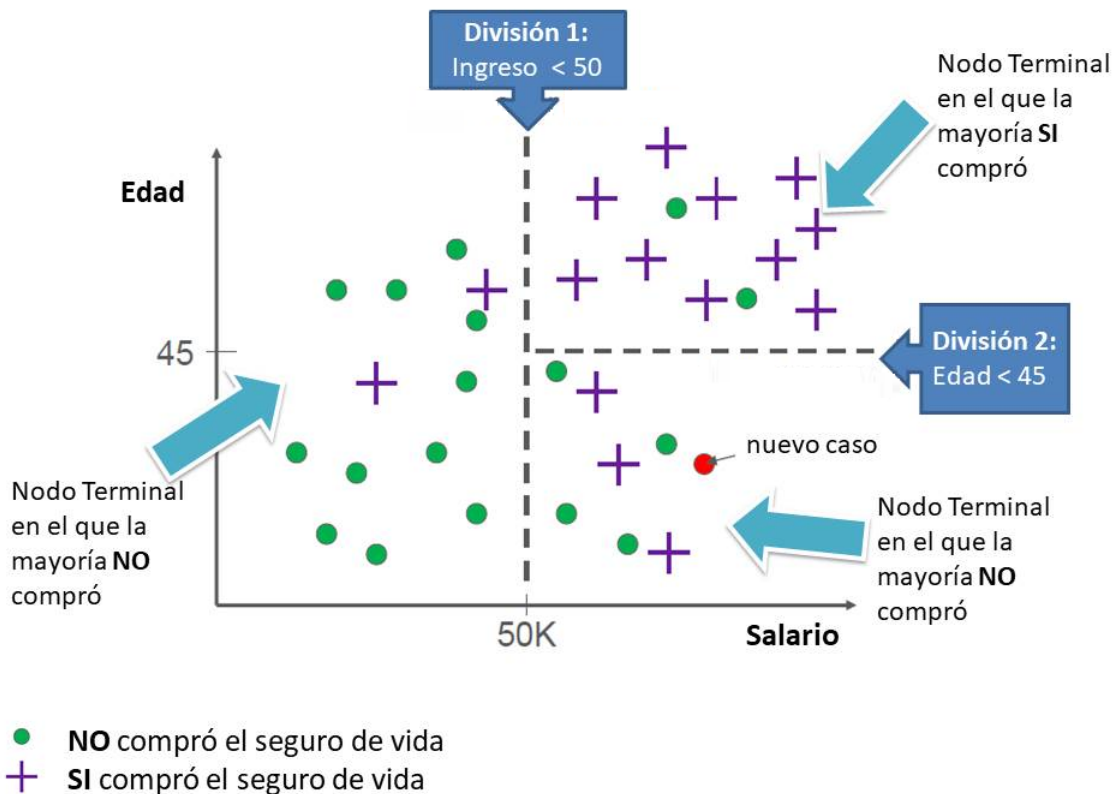 División 1:
Ingreso < 50
Nodo Terminal
en el que la
mayoría SI
compró
Edad
45
División 2:
Edad < 45
nuevo caso
Nodo Terminal
en el que la
mayoría NO
compró
Nodo Terminal
en el que la
mayoría NO
compró
50K
Salario
NO compró el seguro de vida
SI compró el seguro de vida